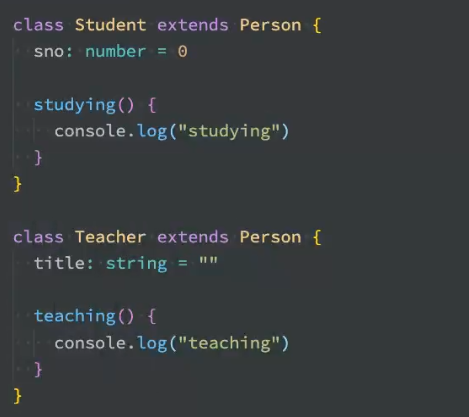 class Student extends Person {
  sno: number = 0

  studying() {
    console.log("studying")
  }
}

class Teacher extends Person {
  title: string = ""

  teaching() {
    console.log("teaching")
  }
}